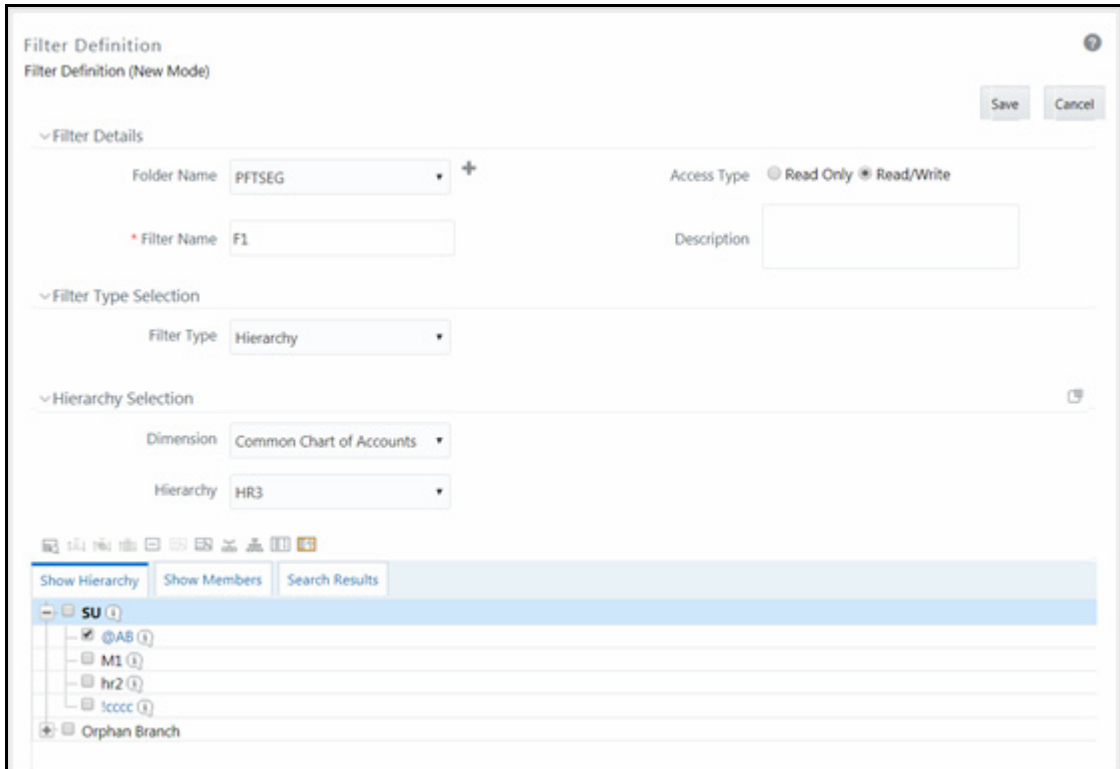 Filter Definition
Filter Definition (New Mode)
Save Cancel
Filter Details
Folder Name PFTSEG Access Type Read Only Read/Write
* Filter Name F1 Description
Filter Type Selection
Filter Type Hierarchy
Hierarchy Selection
Dimension Common Chart of Accounts
Hierarchy HR3
Show Hierarchy Show Members Search Results
SU
@AB
M1
hr2
!cccc
Orphan Branch